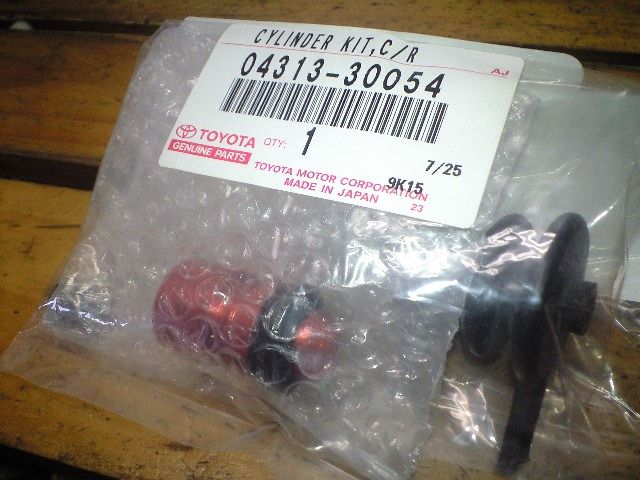 CYLINDER KIT,C/R
AJ
04313-30054
TOYOTA QTY: 1
GENUINE PARTS
7/25
TOYOTA MOTOR CORPORATION
9K15
MADE IN JAPAN
23